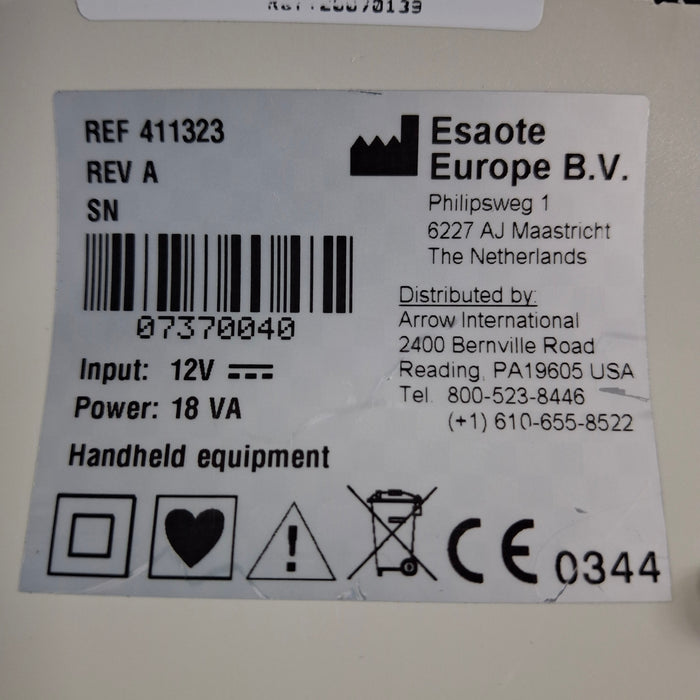 REF 411323
REV A
SN
07370040
Input: 12V
Power: 18 VA
Handheld equipment
Esaote
Europe B.V.
Philipsweg 1
6227 AJ Maastricht
The Netherlands
Distributed by:
Arrow International
2400 Bernville Road
Reading, PA19605 USA
Tel. 800-523-8446
(+1) 610-655-8522
CE 0344